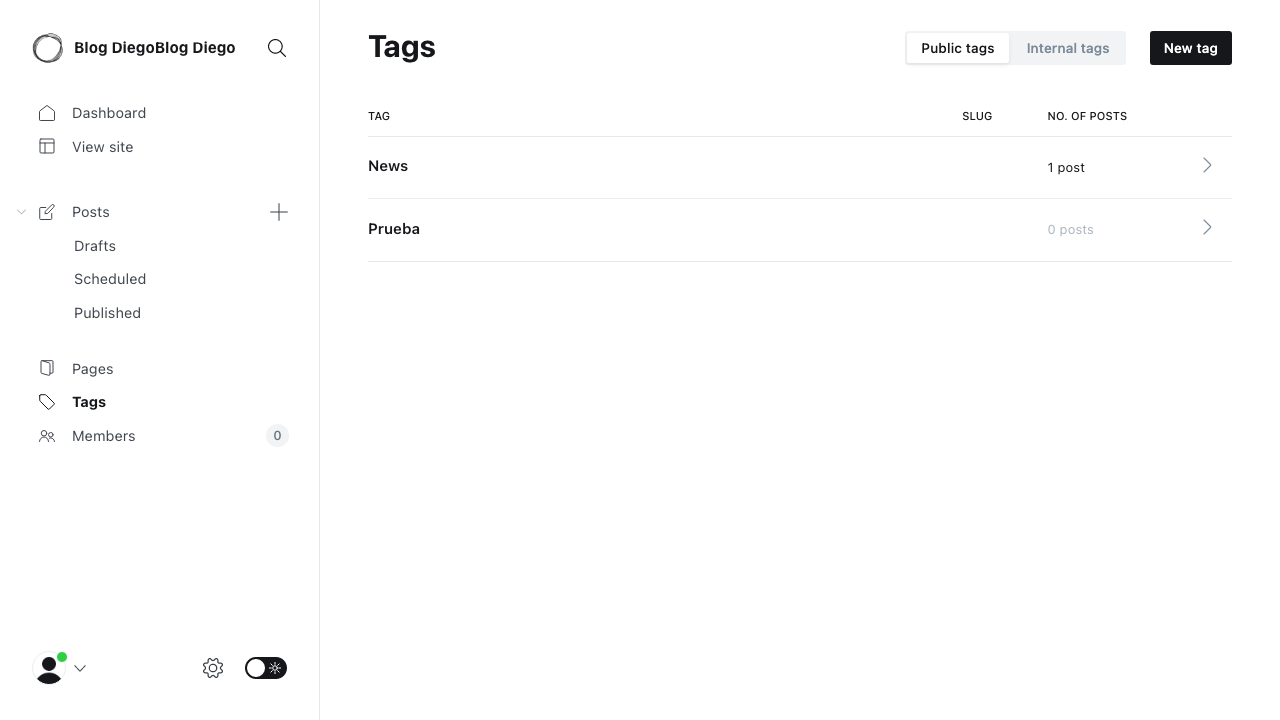 Blog DiegoBlog Diego
Dashboard
View site
Posts
Drafts
Scheduled
Published
Pages
Tags
Members
0
Tags
Public tags
Internal tags
New tag
TAG SLUG NO. OF POSTS
News 1 post
Prueba 0 posts